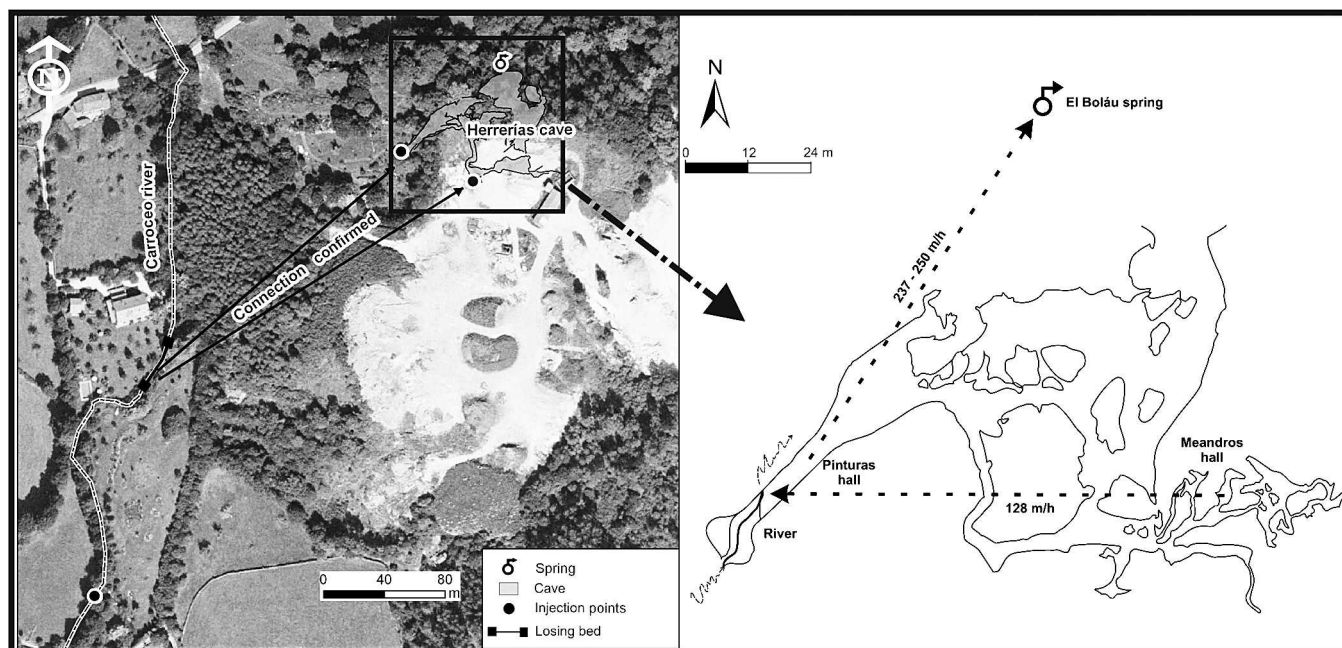 N
Carroceo river
Herrerías cave
Connection confirmed
0 40 80
m
Spring
Cave
Injection points
Losing bed
N
0 12 24 m
El Boláu spring
237 - 250 m/h
Pinturas
hall
Meandros
hall
128 m/h
River